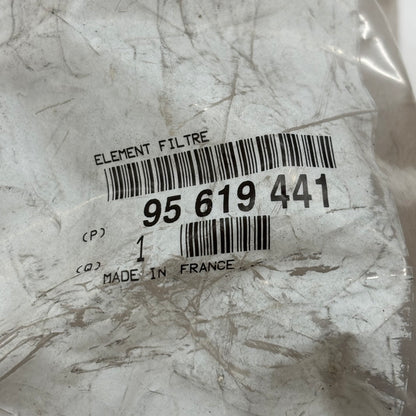 ELEMENT FILTRE
(P) 95 619 441
(Q) 1
MADE IN FRANCE